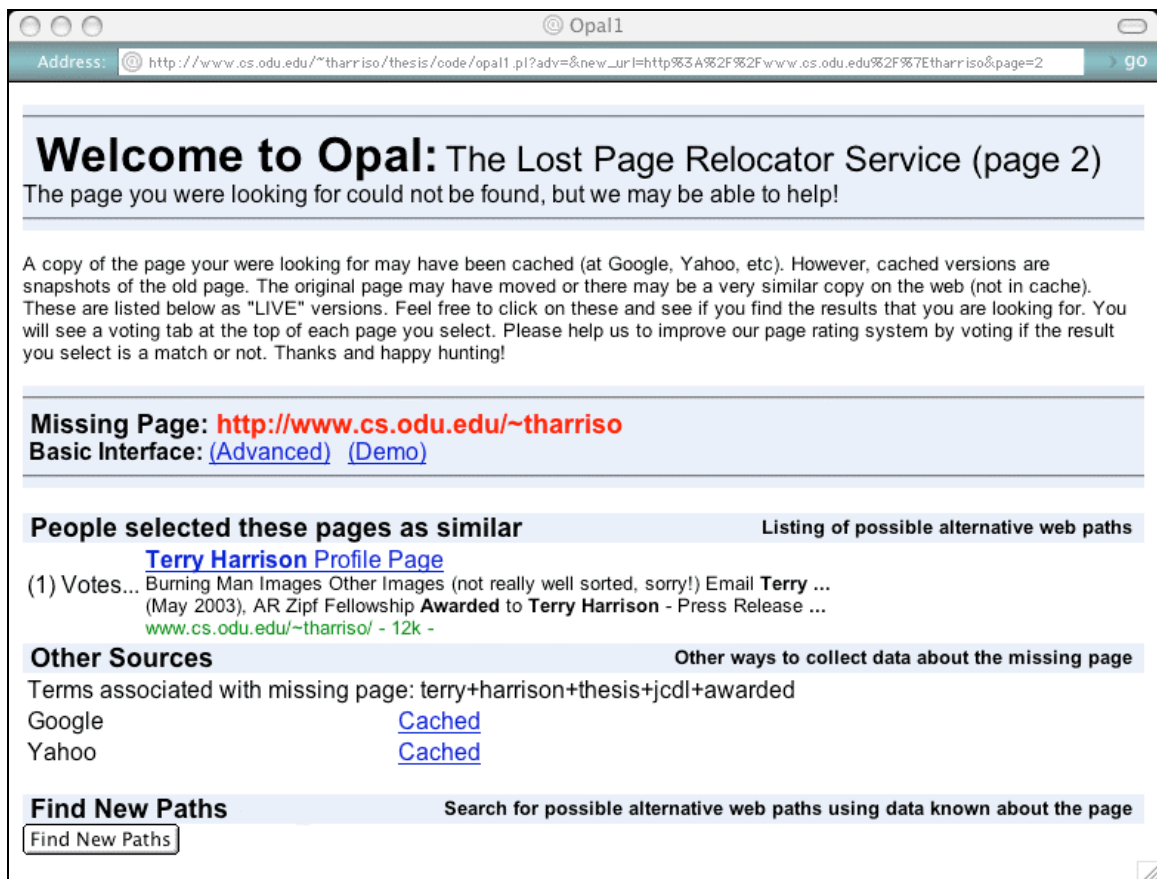 @ Opal1
Address: @ http://www.cs.odu.edu/~tharriso/thesis/code/opal1.pl?adv=&new_url=http%3A%2F%2Fwww.cs.odu.edu%2F%7Etharriso&page=2 › go
Welcome to Opal: The Lost Page Relocator Service (page 2)
The page you were looking for could not be found, but we may be able to help!
A copy of the page your were looking for may have been cached (at Google, Yahoo, etc). However, cached versions are
snapshots of the old page. The original page may have moved or there may be a very similar copy on the web (not in cache).
These are listed below as "LIVE" versions. Feel free to click on these and see if you find the results that you are looking for. You
will see a voting tab at the top of each page you select. Please help us to improve our page rating system by voting if the result
you select is a match or not. Thanks and happy hunting!
Missing Page: http://www.cs.odu.edu/~tharriso
Basic Interface: (Advanced) (Demo)
People selected these pages as similar Listing of possible alternative web paths
Terry Harrison Profile Page
(1) Votes... Burning Man Images Other Images (not really well sorted, sorry!) Email Terry ...
(May 2003), AR Zipf Fellowship Awarded to Terry Harrison - Press Release ...
www.cs.odu.edu/~tharriso/ - 12k -
Other Sources Other ways to collect data about the missing page
Terms associated with missing page: terry+harrison+thesis+jcdl+awarded
Google Cached
Yahoo Cached
Find New Paths Search for possible alternative web paths using data known about the page
Find New Paths